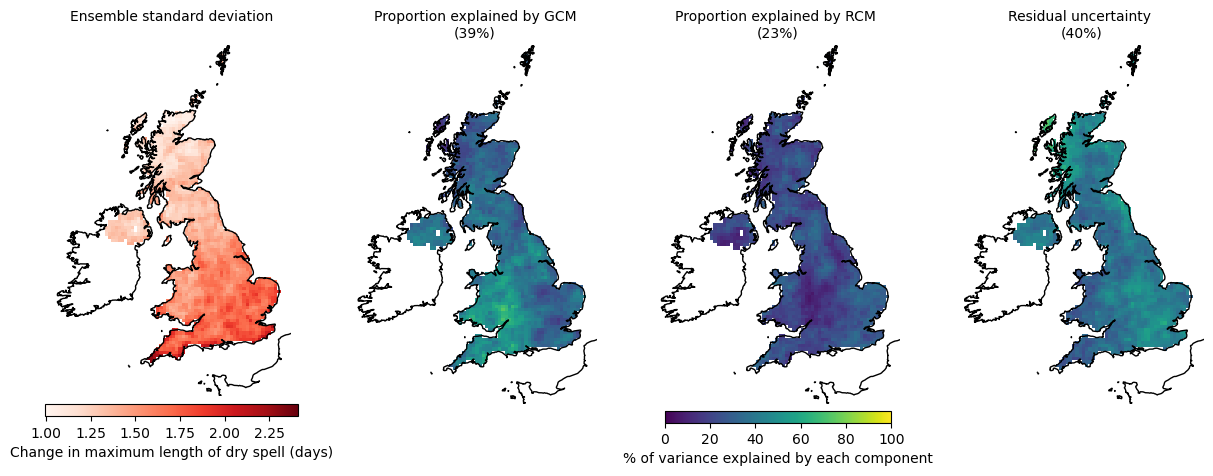 Ensemble standard deviation
Proportion explained by GCM
(39%)
Proportion explained by RCM
(23%)
Residual uncertainty
(40%)
1.00 1.25 1.50 1.75 2.00 2.25
Change in maximum length of dry spell (days)
0 20 40 60 80 100
% of variance explained by each component